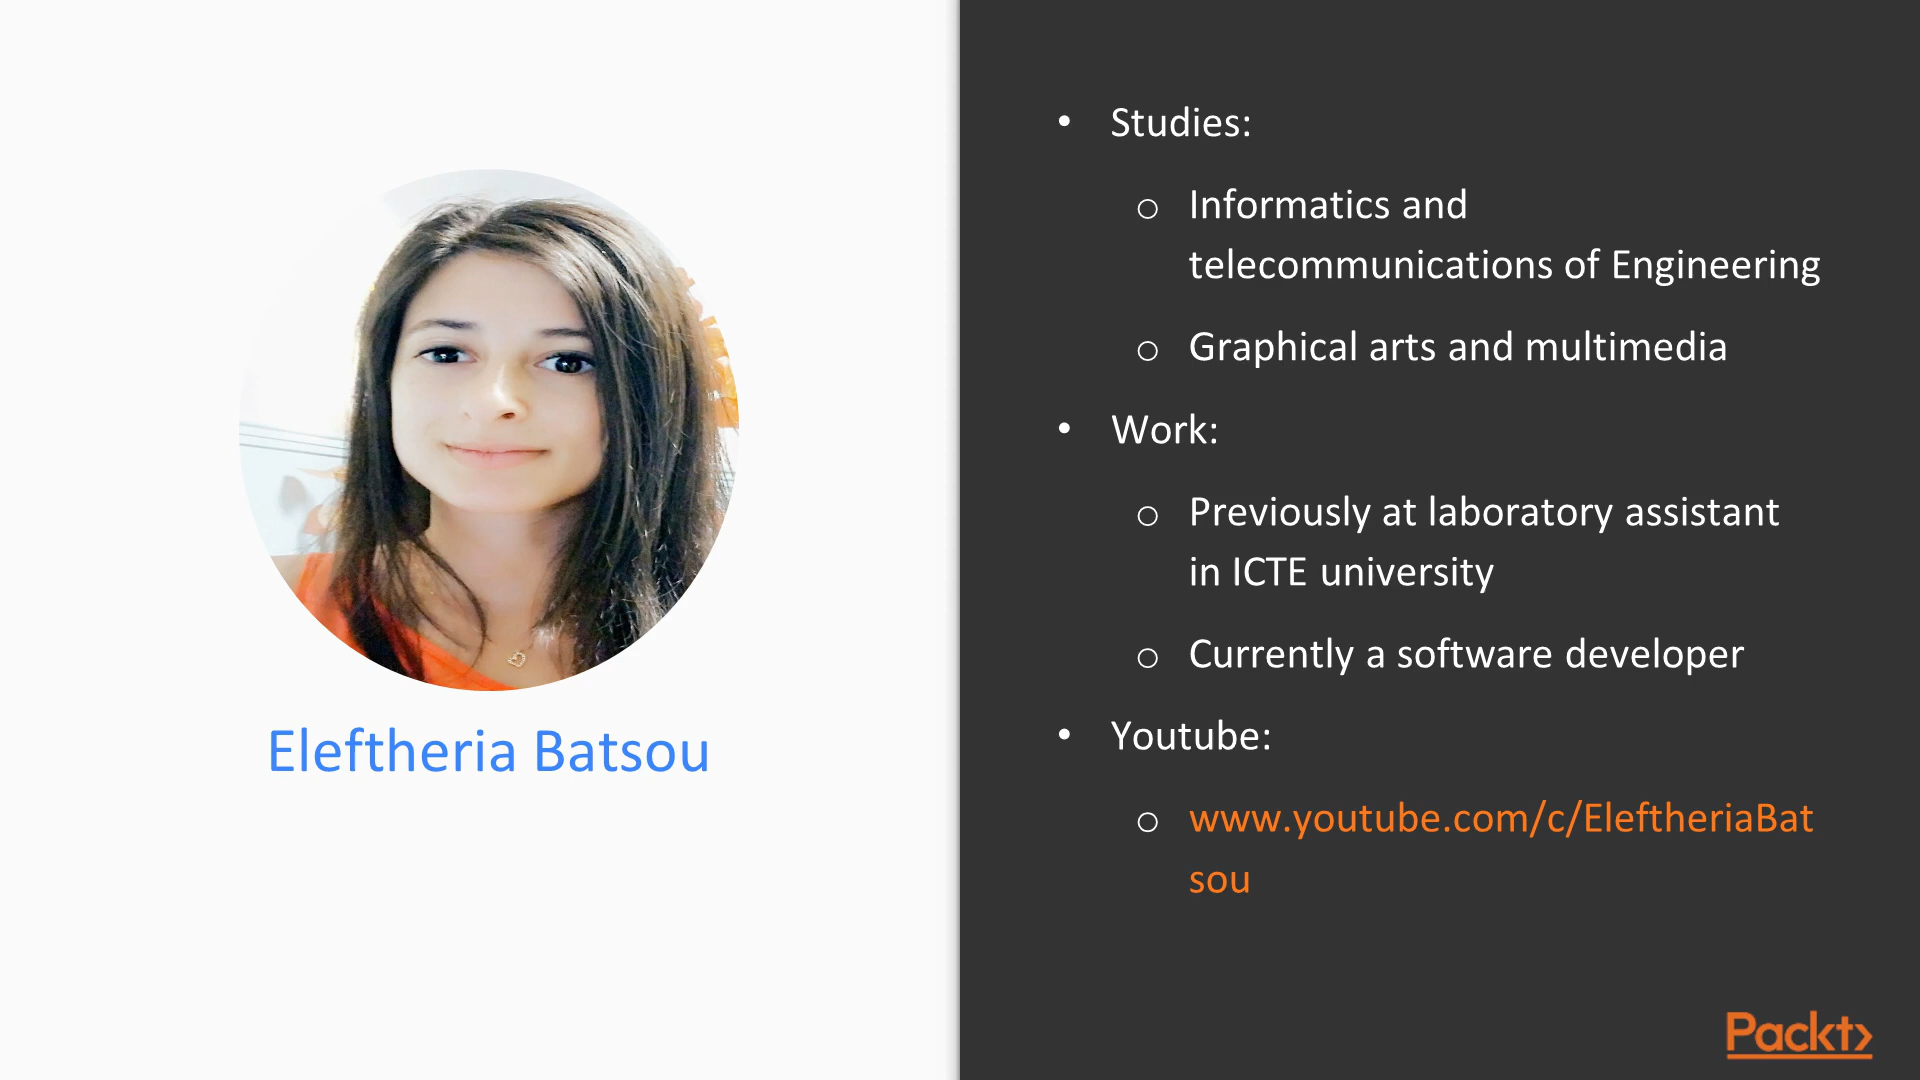 Eleftheria Batsou
• Studies:
o Informatics and
telecommunications of Engineering
o Graphical arts and multimedia
• Work:
o Previously at laboratory assistant
in ICTE university
o Currently a software developer
• Youtube:
o www.youtube.com/c/EleftheriaBat
sou
Packt>